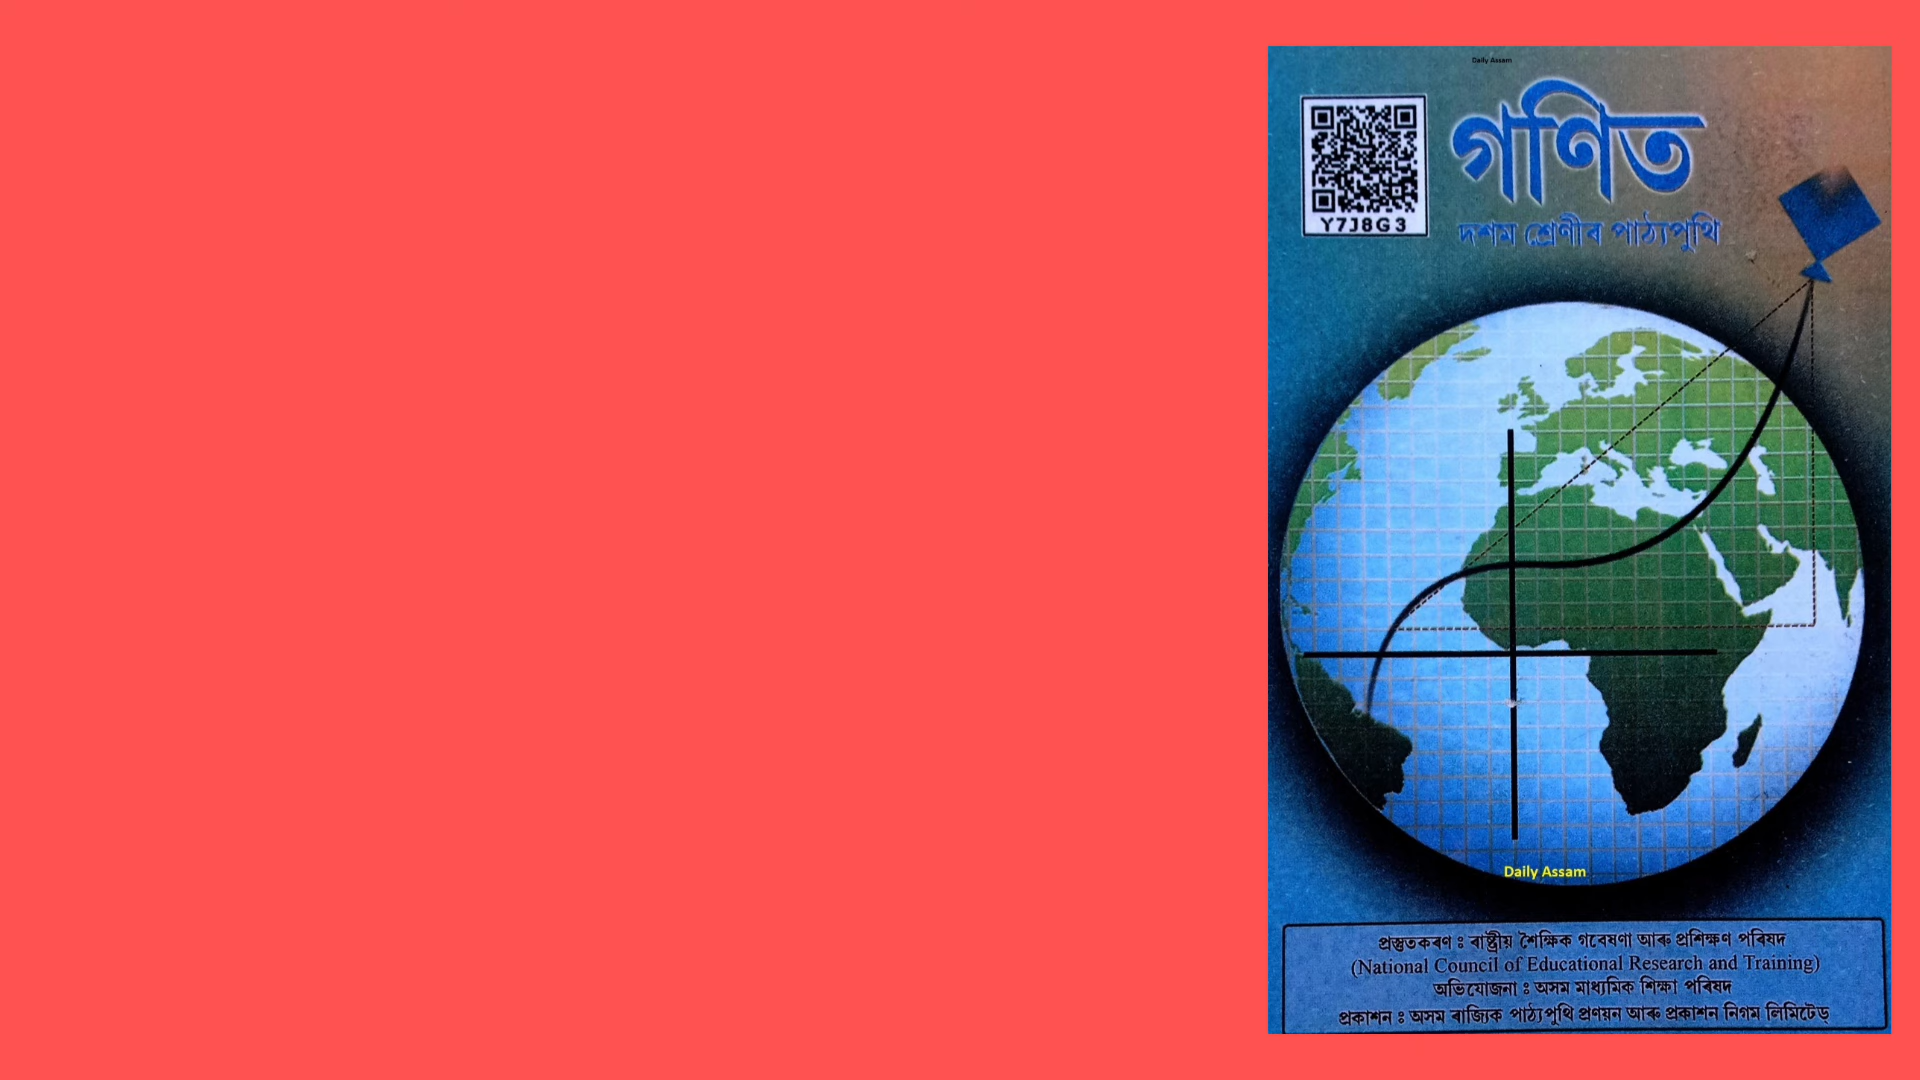 Daily Assam
গণিত
Y7J8G3
দশম শ্ৰেণীৰ পাঠ্যপুথি
Daily Assam
প্ৰস্তুতকৰণ ঃ ৰাষ্ট্ৰীয় শৈক্ষিক গৱেষণা আৰু প্ৰশিক্ষণ পৰিষদ
(National Council of Educational Research and Training)
অভিযোজনা ঃ অসম মাধ্যমিক শিক্ষা পৰিষদ
প্ৰকাশন ঃ অসম ৰাজ্যিক পাঠ্যপুথি প্ৰণয়ন আৰু প্ৰকাশন নিগম লিমিটেড্